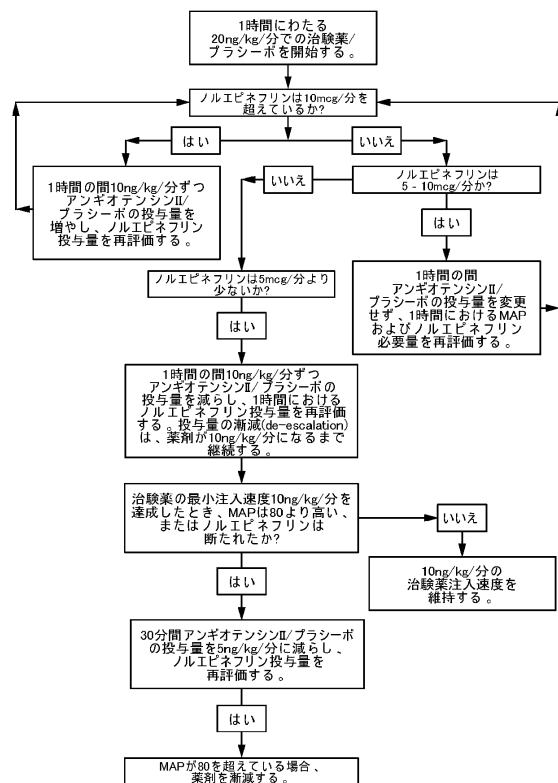 1時間にわたる
20ng/kg/分での治験薬/
プラシーボを開始する。
ノルエピネフリンは10mcg/分を
超えているか?
はい
いいえ
1時間の間10ng/kg/分ずつ
アンギオテンシンⅡ/
プラシーボの投与量を
増やし、ノルエピネフリン
投与量を再評価する。
いいえ
ノルエピネフリンは
5-10mcg/分か?
はい
ノルエピネフリンは5mcg/分より
少ないか?
はい
1時間の間
アンギオテンシンⅡ/
プラシーボの投与量を変更
せず、1時間におけるMAP
およびノルエピネフリン
必要量を再評価する。
1時間の間10ng/kg/分ずつ
アンギオテンシンⅡ/プラシーボの
投与量を減らし、1時間における
ノルエピネフリン投与量を再評価
する。投与量の漸減(de-escalation)
は、薬剤が10ng/kg/分になるまで
継続する。
治験薬の最小注入速度10ng/kg/分を
達成したとき、MAPは80より高い、
またはノルエピネフリンは
断たれたか?
いいえ
はい
10ng/kg/分の
治験薬注入速度を
維持する。
30分間アンギオテンシンⅡ/プラシーボ
の投与量を5ng/kg/分に減らし、
ノルエピネフリン投与量を
再評価する。
はい
MAPが80を超えている場合、
薬剤を漸減する。